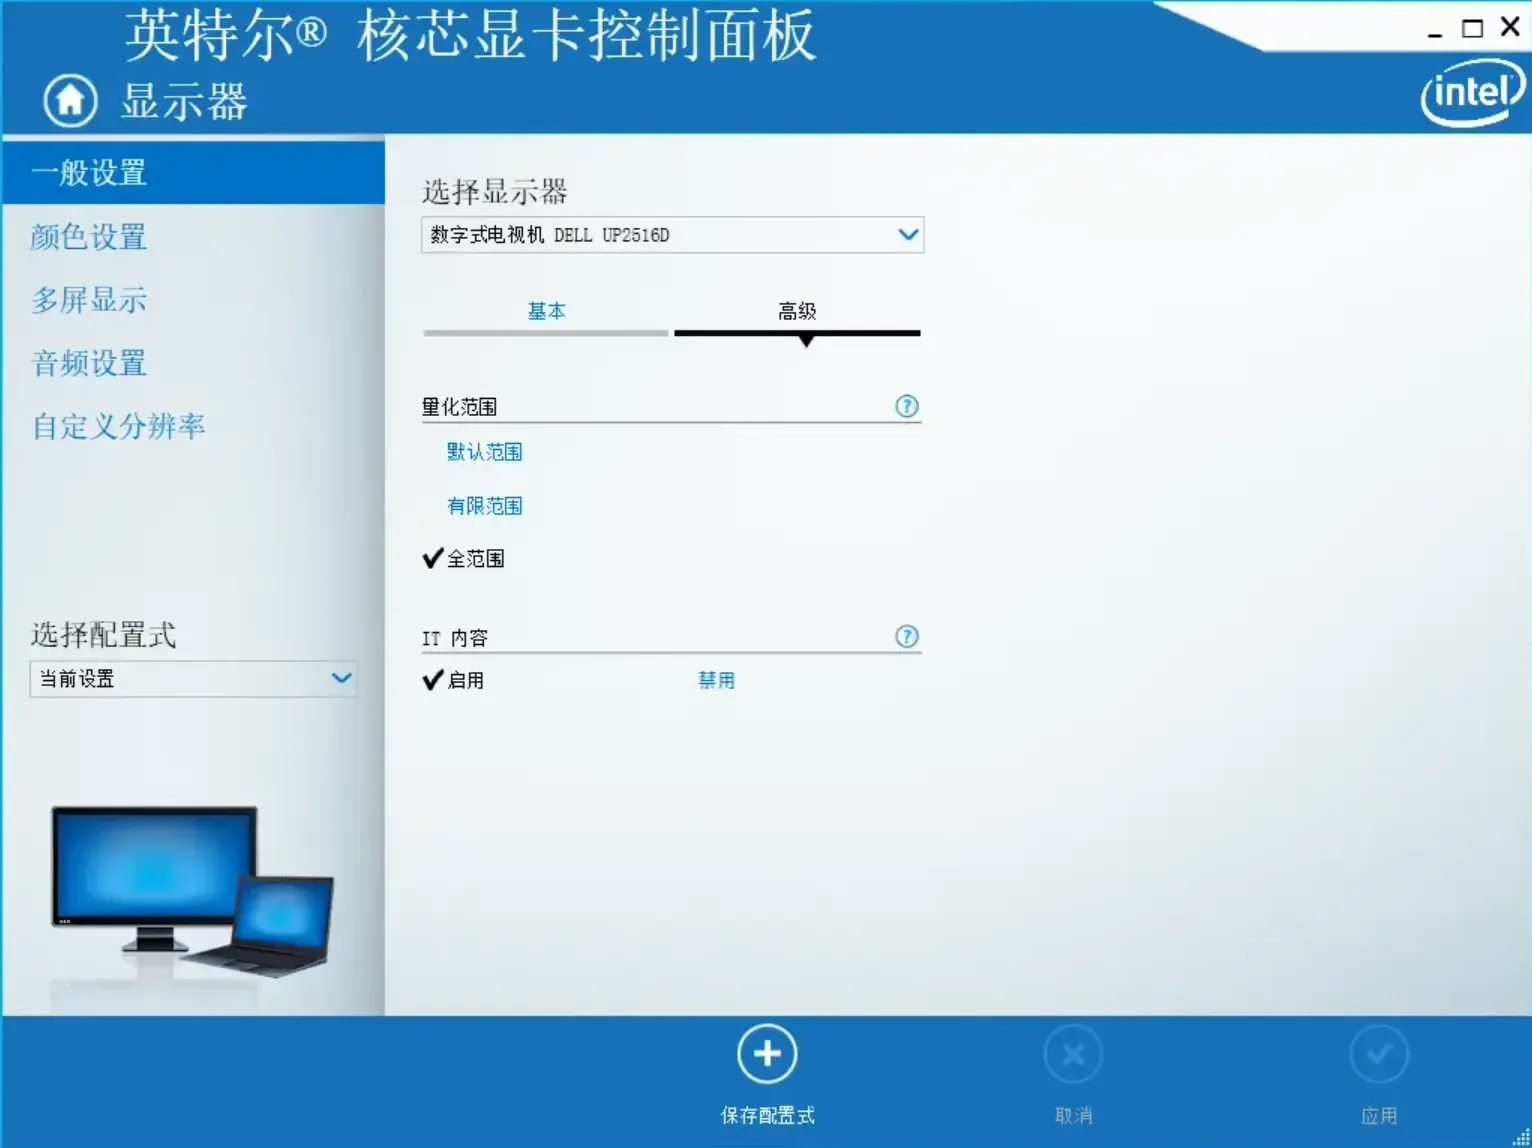 英特尔® 核芯显卡控制面板
显示器
intel
一般设置
颜色设置
多屏显示
音频设置
自定义分辨率
选择配置式
当前设置
选择显示器
数字式电视机 DELL UP2516D
基本
高级
量化范围
默认范围
有限范围
全范围
IT 内容
启用
禁用
保存配置式
取消
应用